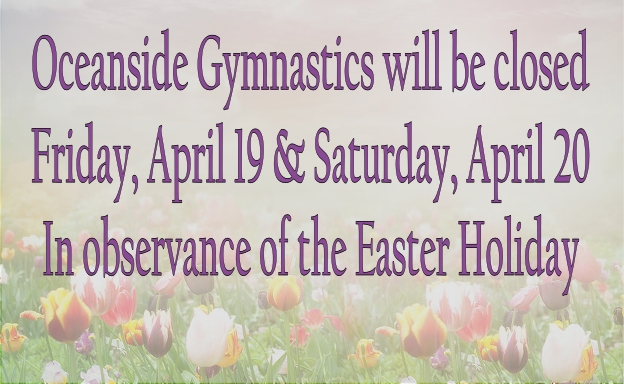 Oceanside Gymnastics will be closed
Friday, April 19 & Saturday, April 20
In observance of the Easter Holiday